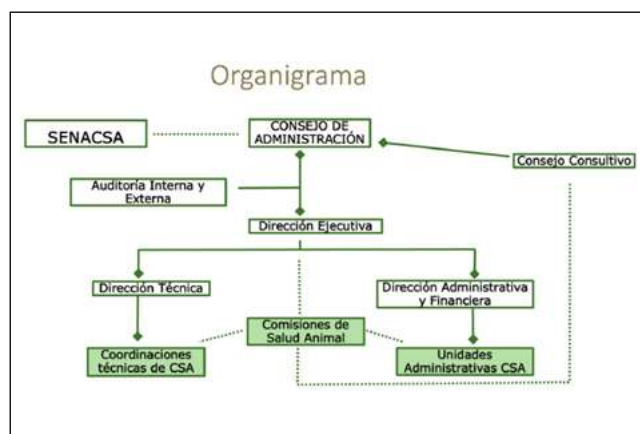 Organigrama
SENACSA
CONSEJO DE
ADMINISTRACIÓN
Consejo Consultivo
Auditoría Interna y
Externa
Dirección Ejecutiva
Dirección Técnica
Dirección Administrativa
y Financiera
Comisiones de
Salud Animal
Coordinaciones
técnicas de CSA
Unidades
Administrativas CSA